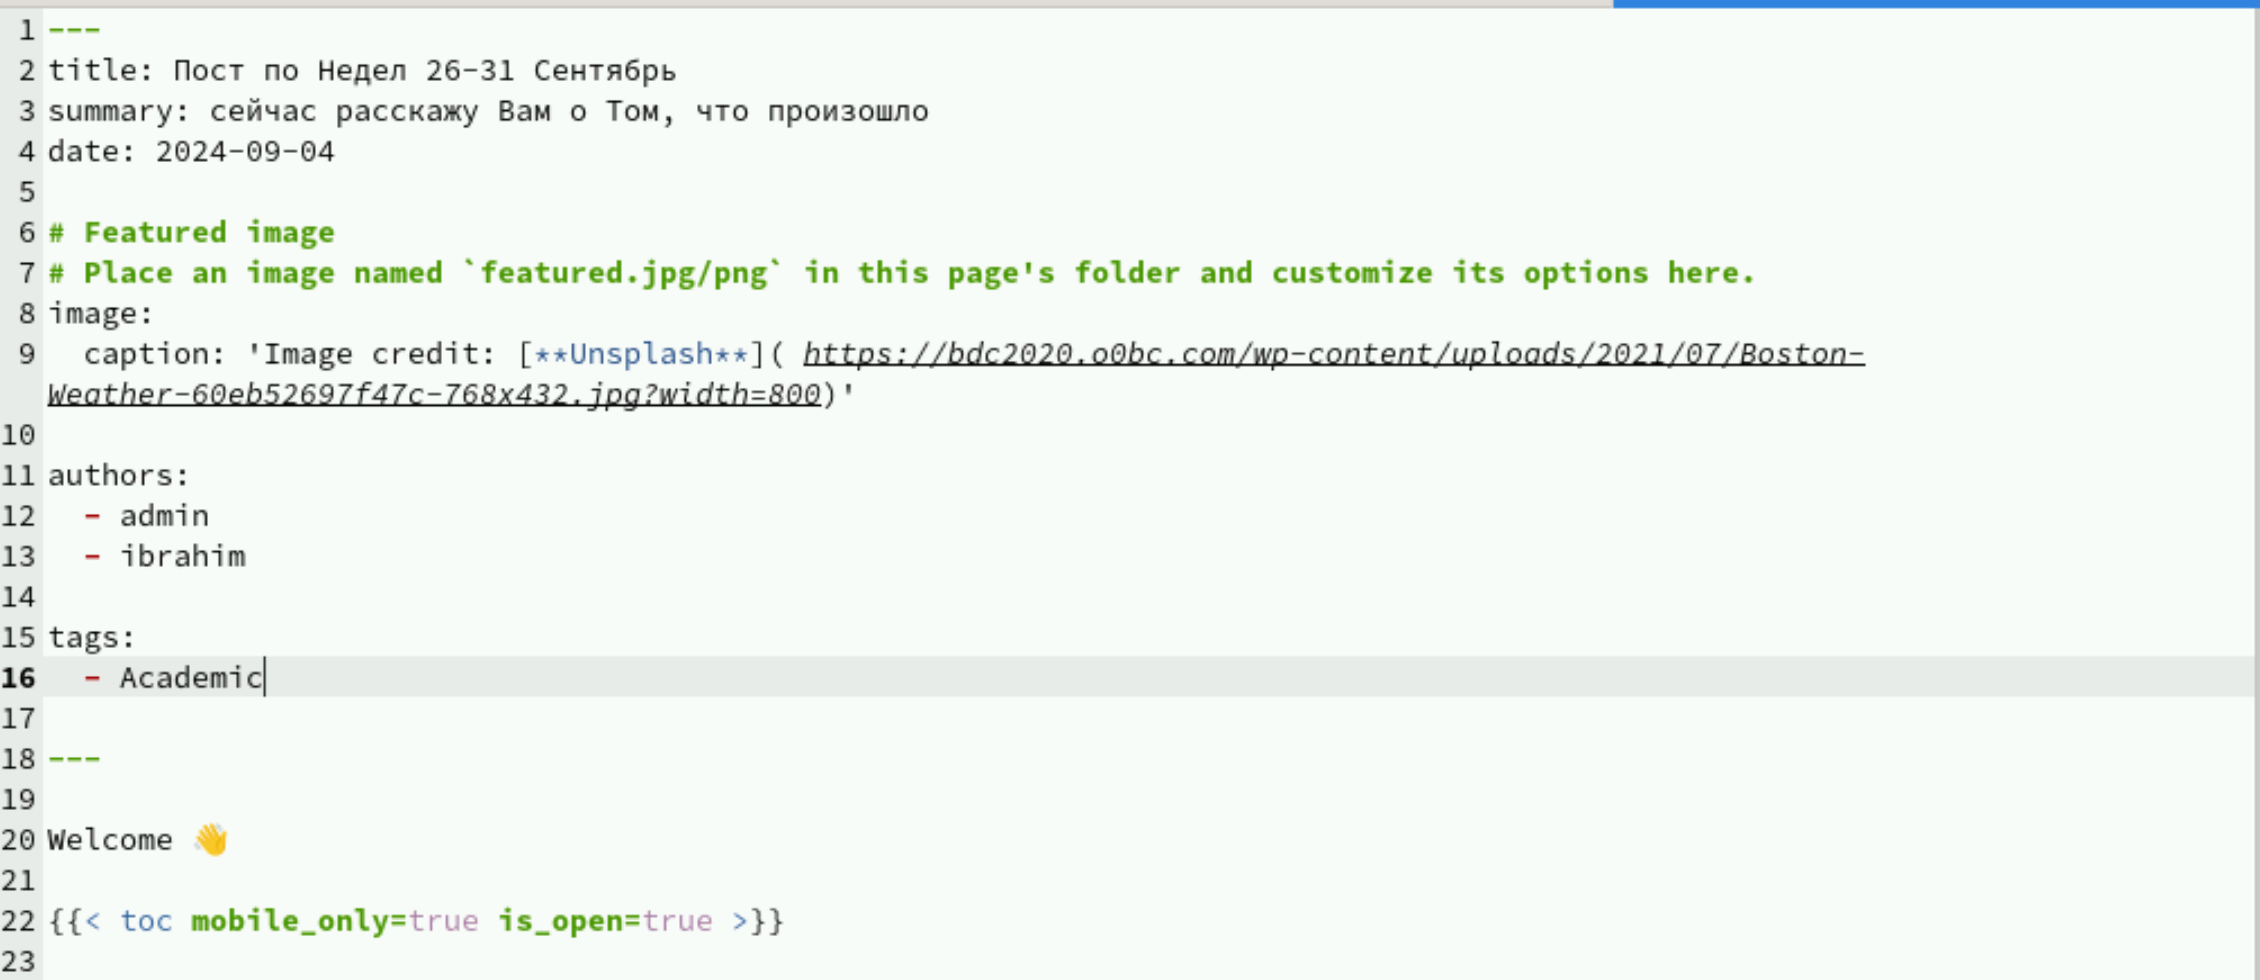 1 ---
2 title: Пост по Недел 26-31 Сентябрь
3 summary: сейчас расскажу Вам о Том, что произошло
4 date: 2024-09-04
5
6 # Featured image
7 # Place an image named `featured.jpg/png` in this page's folder and customize its options here.
8 image:
9   caption: 'Image credit: [**Unsplash**]( https://bdc2020.o0bc.com/wp-content/uploads/2021/07/Boston-
Weather-60eb52697f47c-768x432.jpg?width=800)'
10
11 authors:
12   - admin
13   - ibrahim
14
15 tags:
16   - Academic
17
18 ---
19
20 Welcome 👋
21
22 {{< toc mobile_only=true is_open=true >}}
23